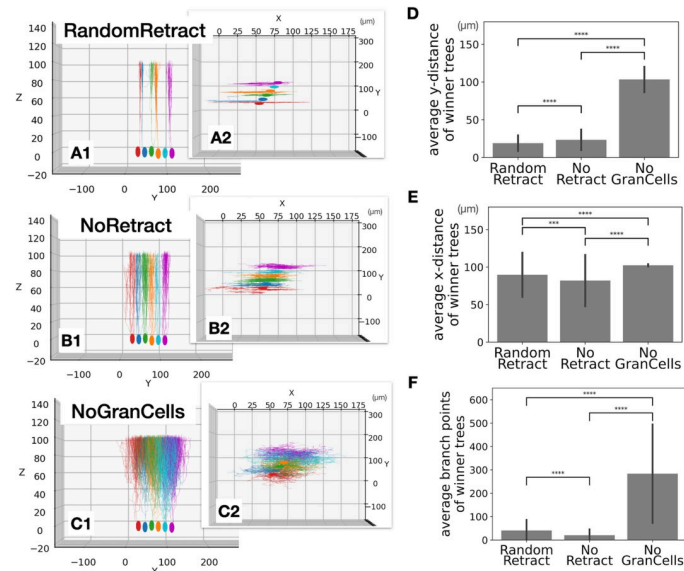 RandomRetract
140
120
100
80
60
40
20
0
−20
Z
0
100
200
Y
A1
X
0 25 50 75 100 125 150 175
(μm)
300
200
100
Y
0
−100
A2
NoRetract
140
120
100
80
60
40
20
0
−20
Z
0
100
200
Y
B1
X
0 25 50 75 100 125 150 175
(μm)
300
200
100
Y
0
−100
B2
NoGranCells
140
120
100
80
60
40
20
0
−20
Z
−100
0
100
200
Y
C1
X
0 25 50 75 100 125 150 175
(μm)
300
200
100
Y
0
−100
C2
D
(μm)
average y-distance
of winner trees
150
100
50
0
****
****
****
Random
Retract
No
Retract
No
GranCells
E
(μm)
average x-distance
of winner trees
200
150
100
50
0
****
***
****
Random
Retract
No
Retract
No
GranCells
F
average branch points
of winner trees
600
500
400
300
200
100
0
****
****
****
Random
Retract
No
Retract
No
GranCells